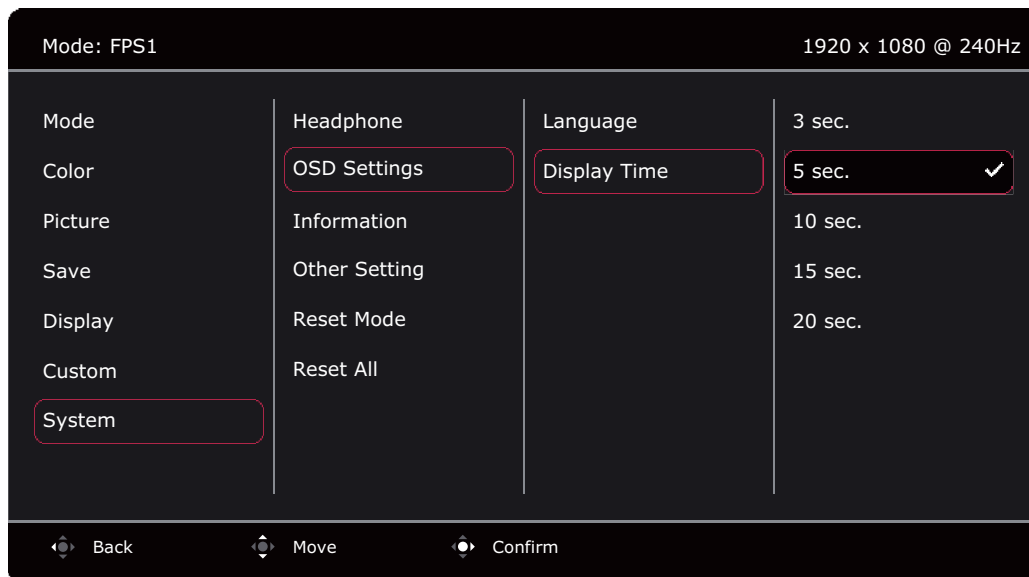 Mode: FPS1
1920 x 1080 @ 240Hz
Mode
Color
Picture
Save
Display
Custom
System
Headphone
OSD Settings
Information
Other Setting
Reset Mode
Reset All
Language
Display Time
3 sec.
5 sec.
10 sec.
15 sec.
20 sec.
Back
Move
Confirm